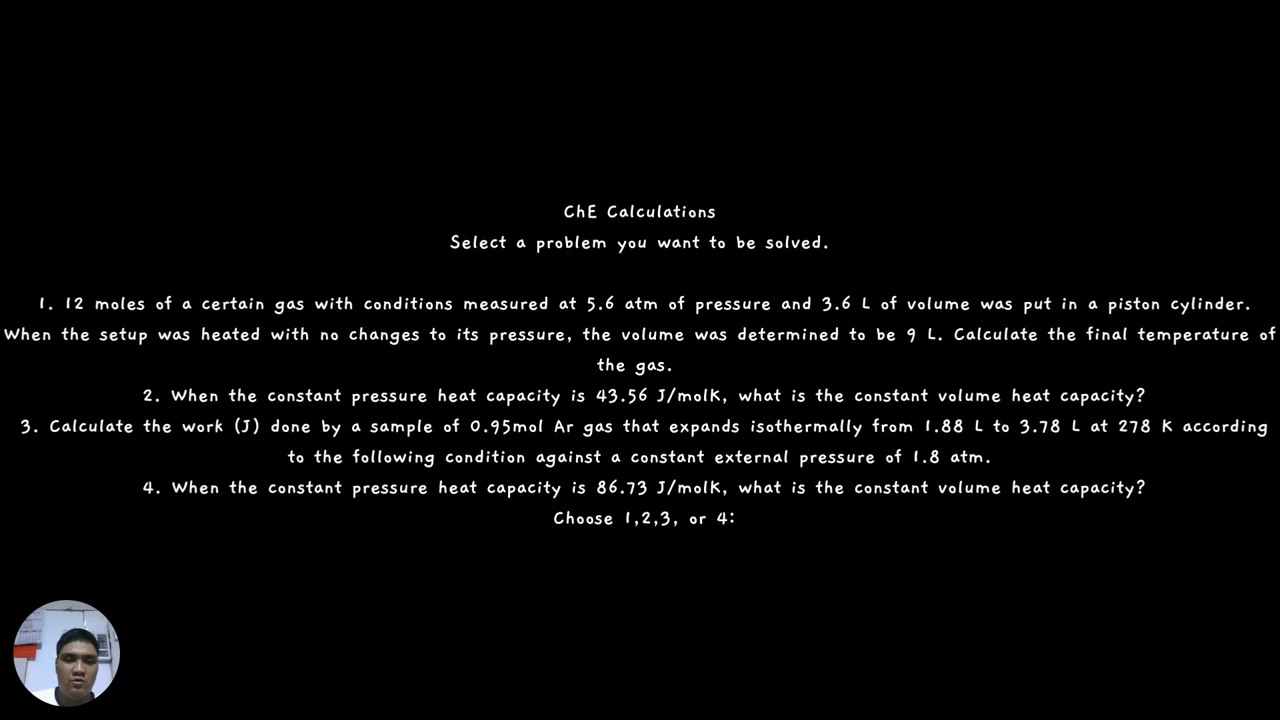 ChE Calculations
Select a problem you want to be solved.
1. 12 moles of a certain gas with conditions measured at 5.6 atm of pressure and 3.6 L of volume was put in a piston cylinder.
When the setup was heated with no changes to its pressure, the volume was determined to be 9 L. Calculate the final temperature of
the gas.
2. When the constant pressure heat capacity is 43.56 J/molK, what is the constant volume heat capacity?
3. Calculate the work (J) done by a sample of 0.95mol Ar gas that expands isothermally from 1.88 L to 3.78 L at 278 K according
to the following condition against a constant external pressure of 1.8 atm.
4. When the constant pressure heat capacity is 86.73 J/molK, what is the constant volume heat capacity?
Choose 1,2,3, or 4: